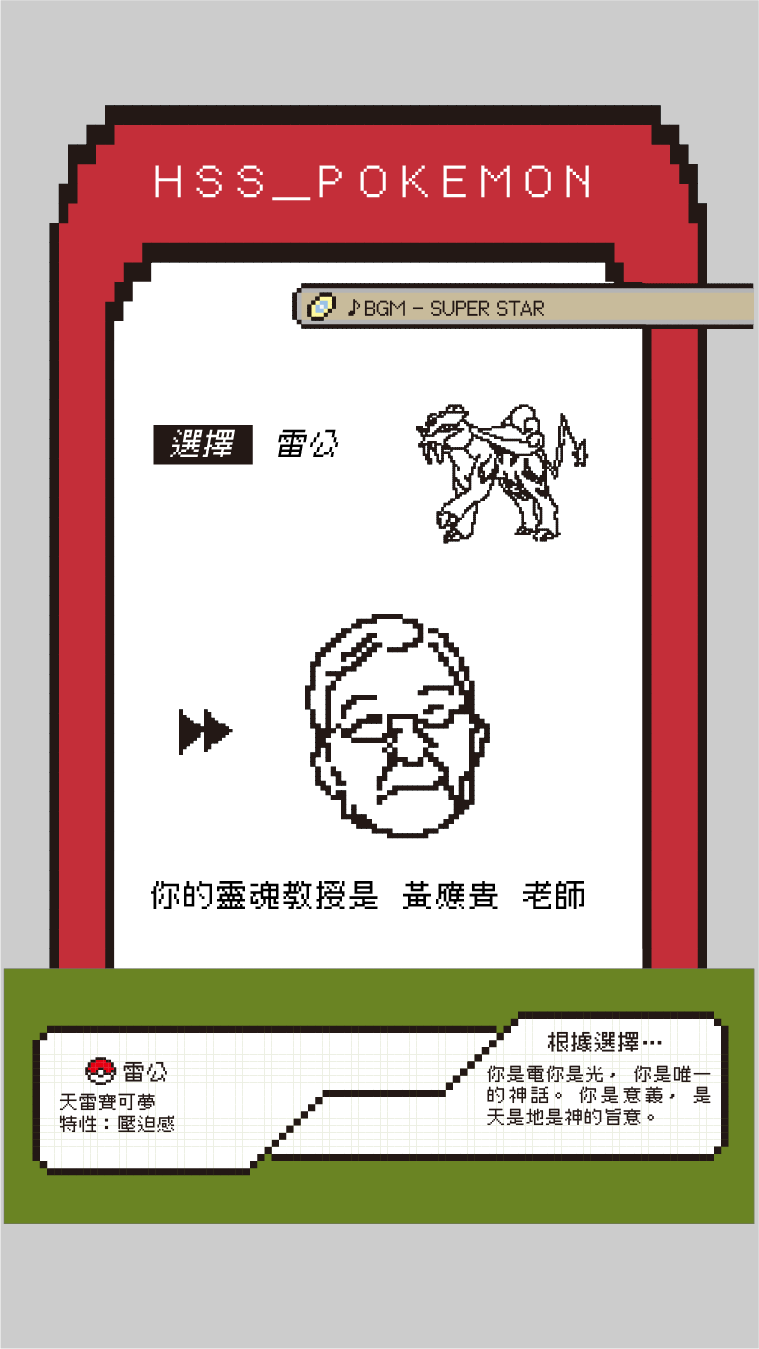 HSS_POKEMON
♪BGM - SUPER STAR
選擇 雷公
你的靈魂教授是 黃應貴 老師
雷公
天雷寶可夢
特性：壓迫感
根據選擇⋯
你是電你是光， 你是唯一
的神話。 你是意義， 是
天是地是神的旨意。